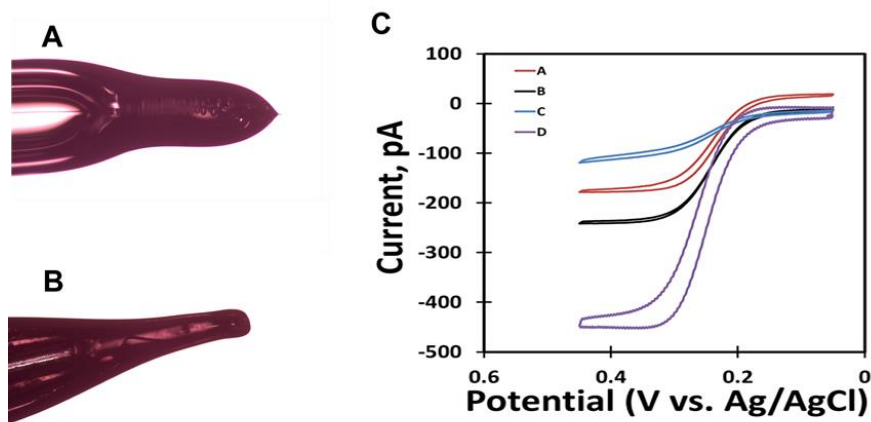 A
B
C
100
0
-100
-200
-300
-400
-500
Current, pA
A
B
C
D
0.6
0.4
0.2
0
Potential (V vs. Ag/AgCl)